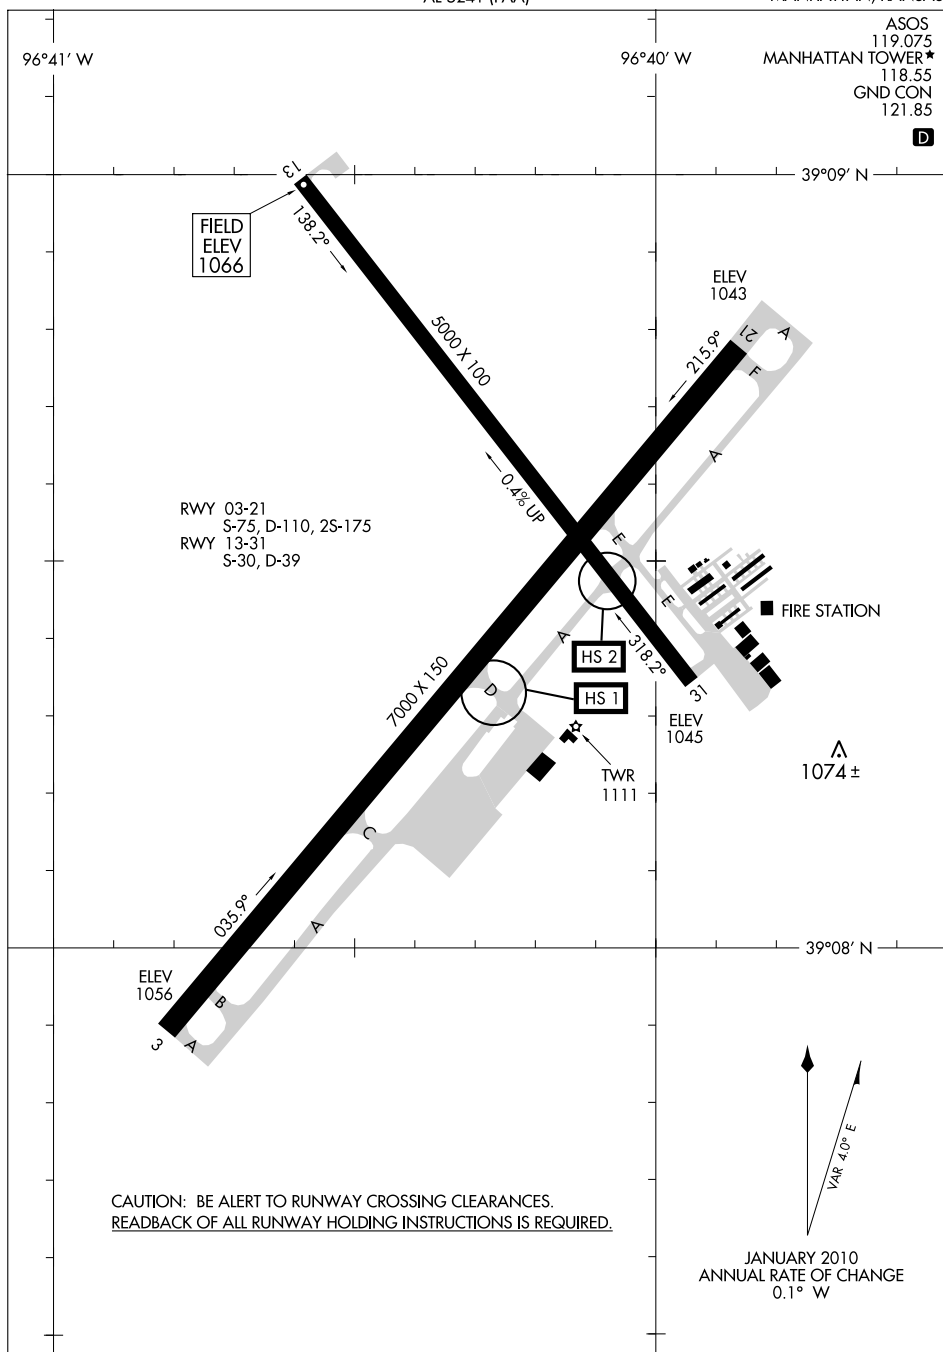 ASOS
119.075
MANHATTAN TOWER★
118.55
GND CON
121.85
D
96°41' W
96°40' W
39°09' N
13
138.2°
FIELD
ELEV
1066
5000 X 100
0.4% UP
ELEV
1043
21
215.9°
A
F
A
RWY 03-21
S-75, D-110, 2S-175
RWY 13-31
S-30, D-39
E
E
FIRE STATION
A
HS 2
318.2°
31
ELEV
1045
D
HS 1
7000 X 150
TWR
1111
1074±
C
035.9°
A
39°08' N
ELEV
1056
B
3
A
VAR 4.0° E
CAUTION: BE ALERT TO RUNWAY CROSSING CLEARANCES.
READBACK OF ALL RUNWAY HOLDING INSTRUCTIONS IS REQUIRED.
JANUARY 2010
ANNUAL RATE OF CHANGE
0.1° W